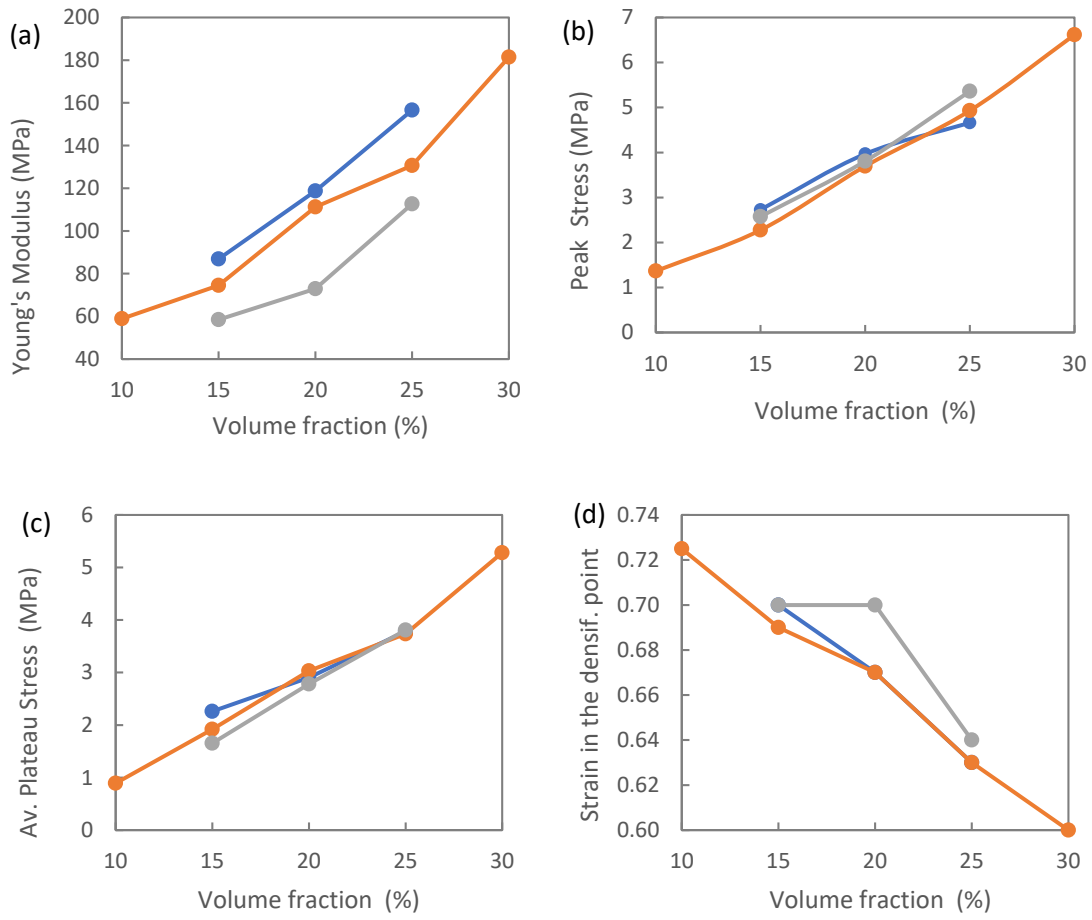 (a)
200
180
160
140
120
100
80
60
40
Young's Modulus (MPa)
10 15 20 25 30
Volume fraction (%)
(b)
7
6
5
4
3
2
1
0
Peak Stress (MPa)
10 15 20 25 30
Volume fraction (%)
(c)
6
5
4
3
2
1
0
Av. Plateau Stress (MPa)
10 15 20 25 30
Volume fraction (%)
(d)
0.74
0.72
0.70
0.68
0.66
0.64
0.62
0.60
Strain in the densif. point
10 15 20 25 30
Volume fraction (%)